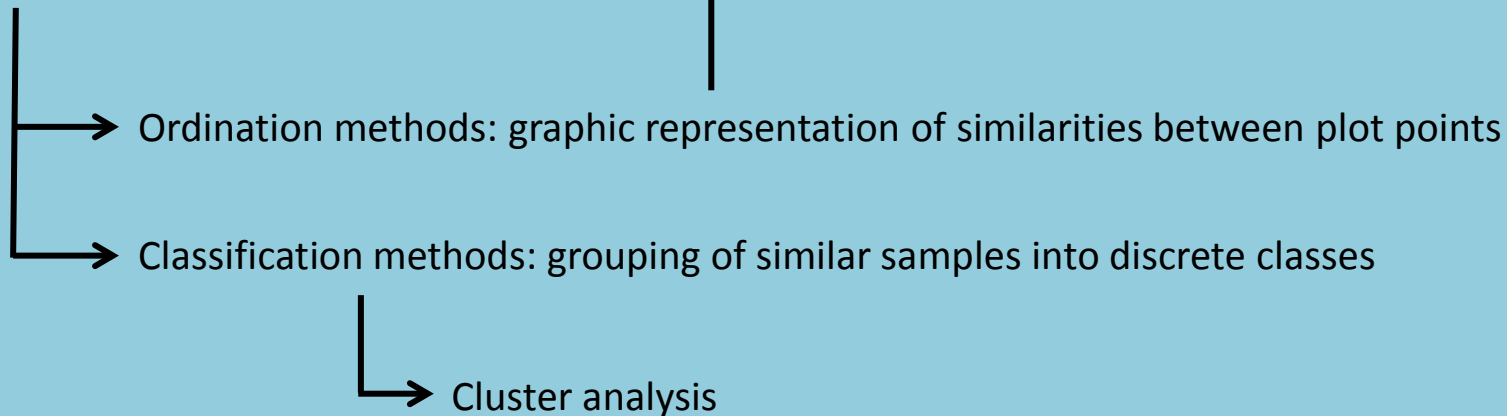 Ordination methods: graphic representation of similarities between plot points
Classification methods: grouping of similar samples into discrete classes
Cluster analysis